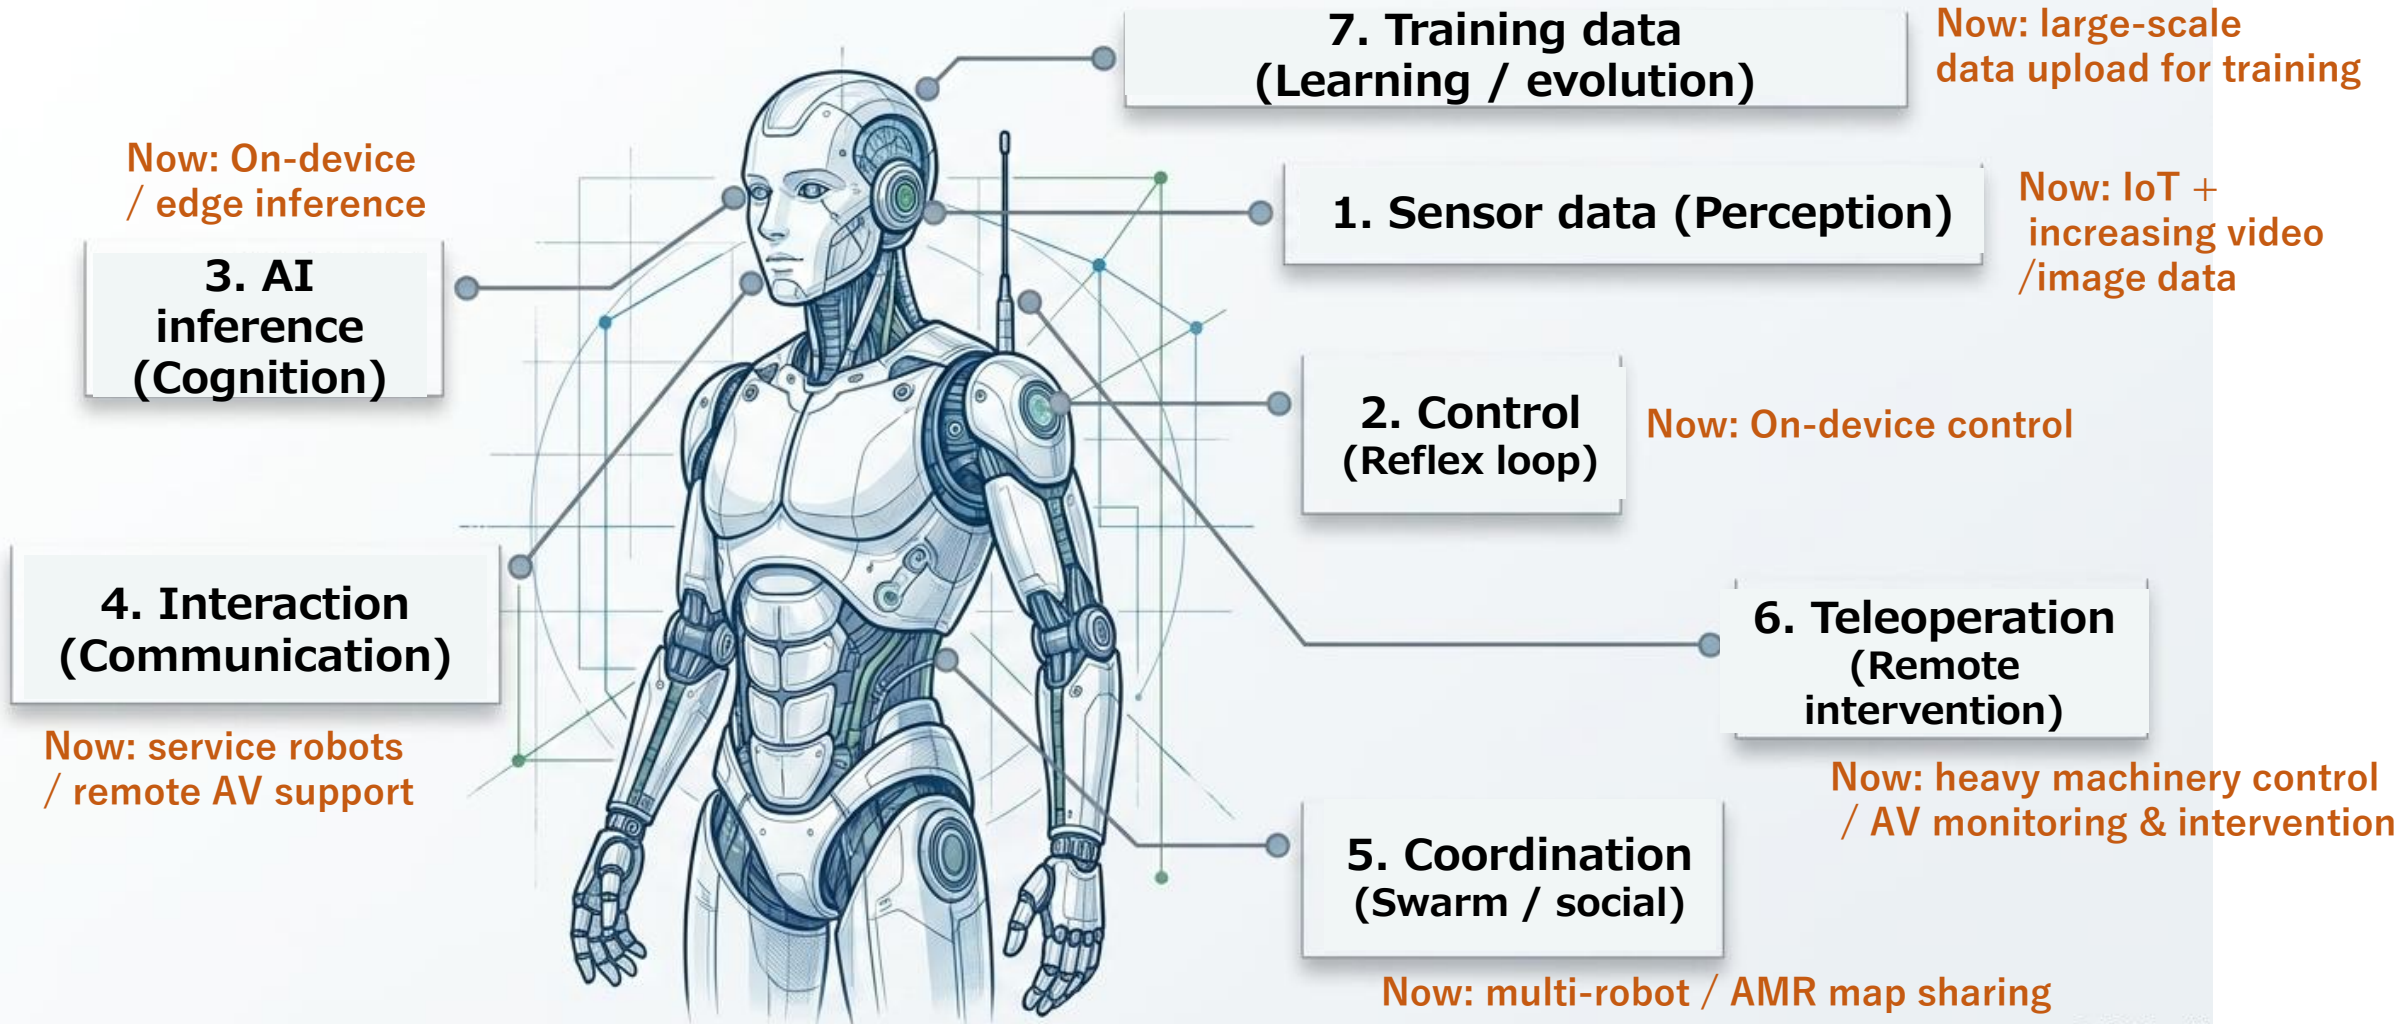 7. Training data
(Learning / evolution)
Now: large-scale
data upload for training
Now: On-device
/ edge inference
3. AI
inference
(Cognition)
1. Sensor data (Perception)
Now: IoT +
increasing video
/image data
2. Control
(Reflex loop)
Now: On-device control
4. Interaction
(Communication)
Now: service robots
/ remote AV support
6. Teleoperation
(Remote
intervention)
Now: heavy machinery control
/ AV monitoring & intervention
5. Coordination
(Swarm / social)
Now: multi-robot / AMR map sharing